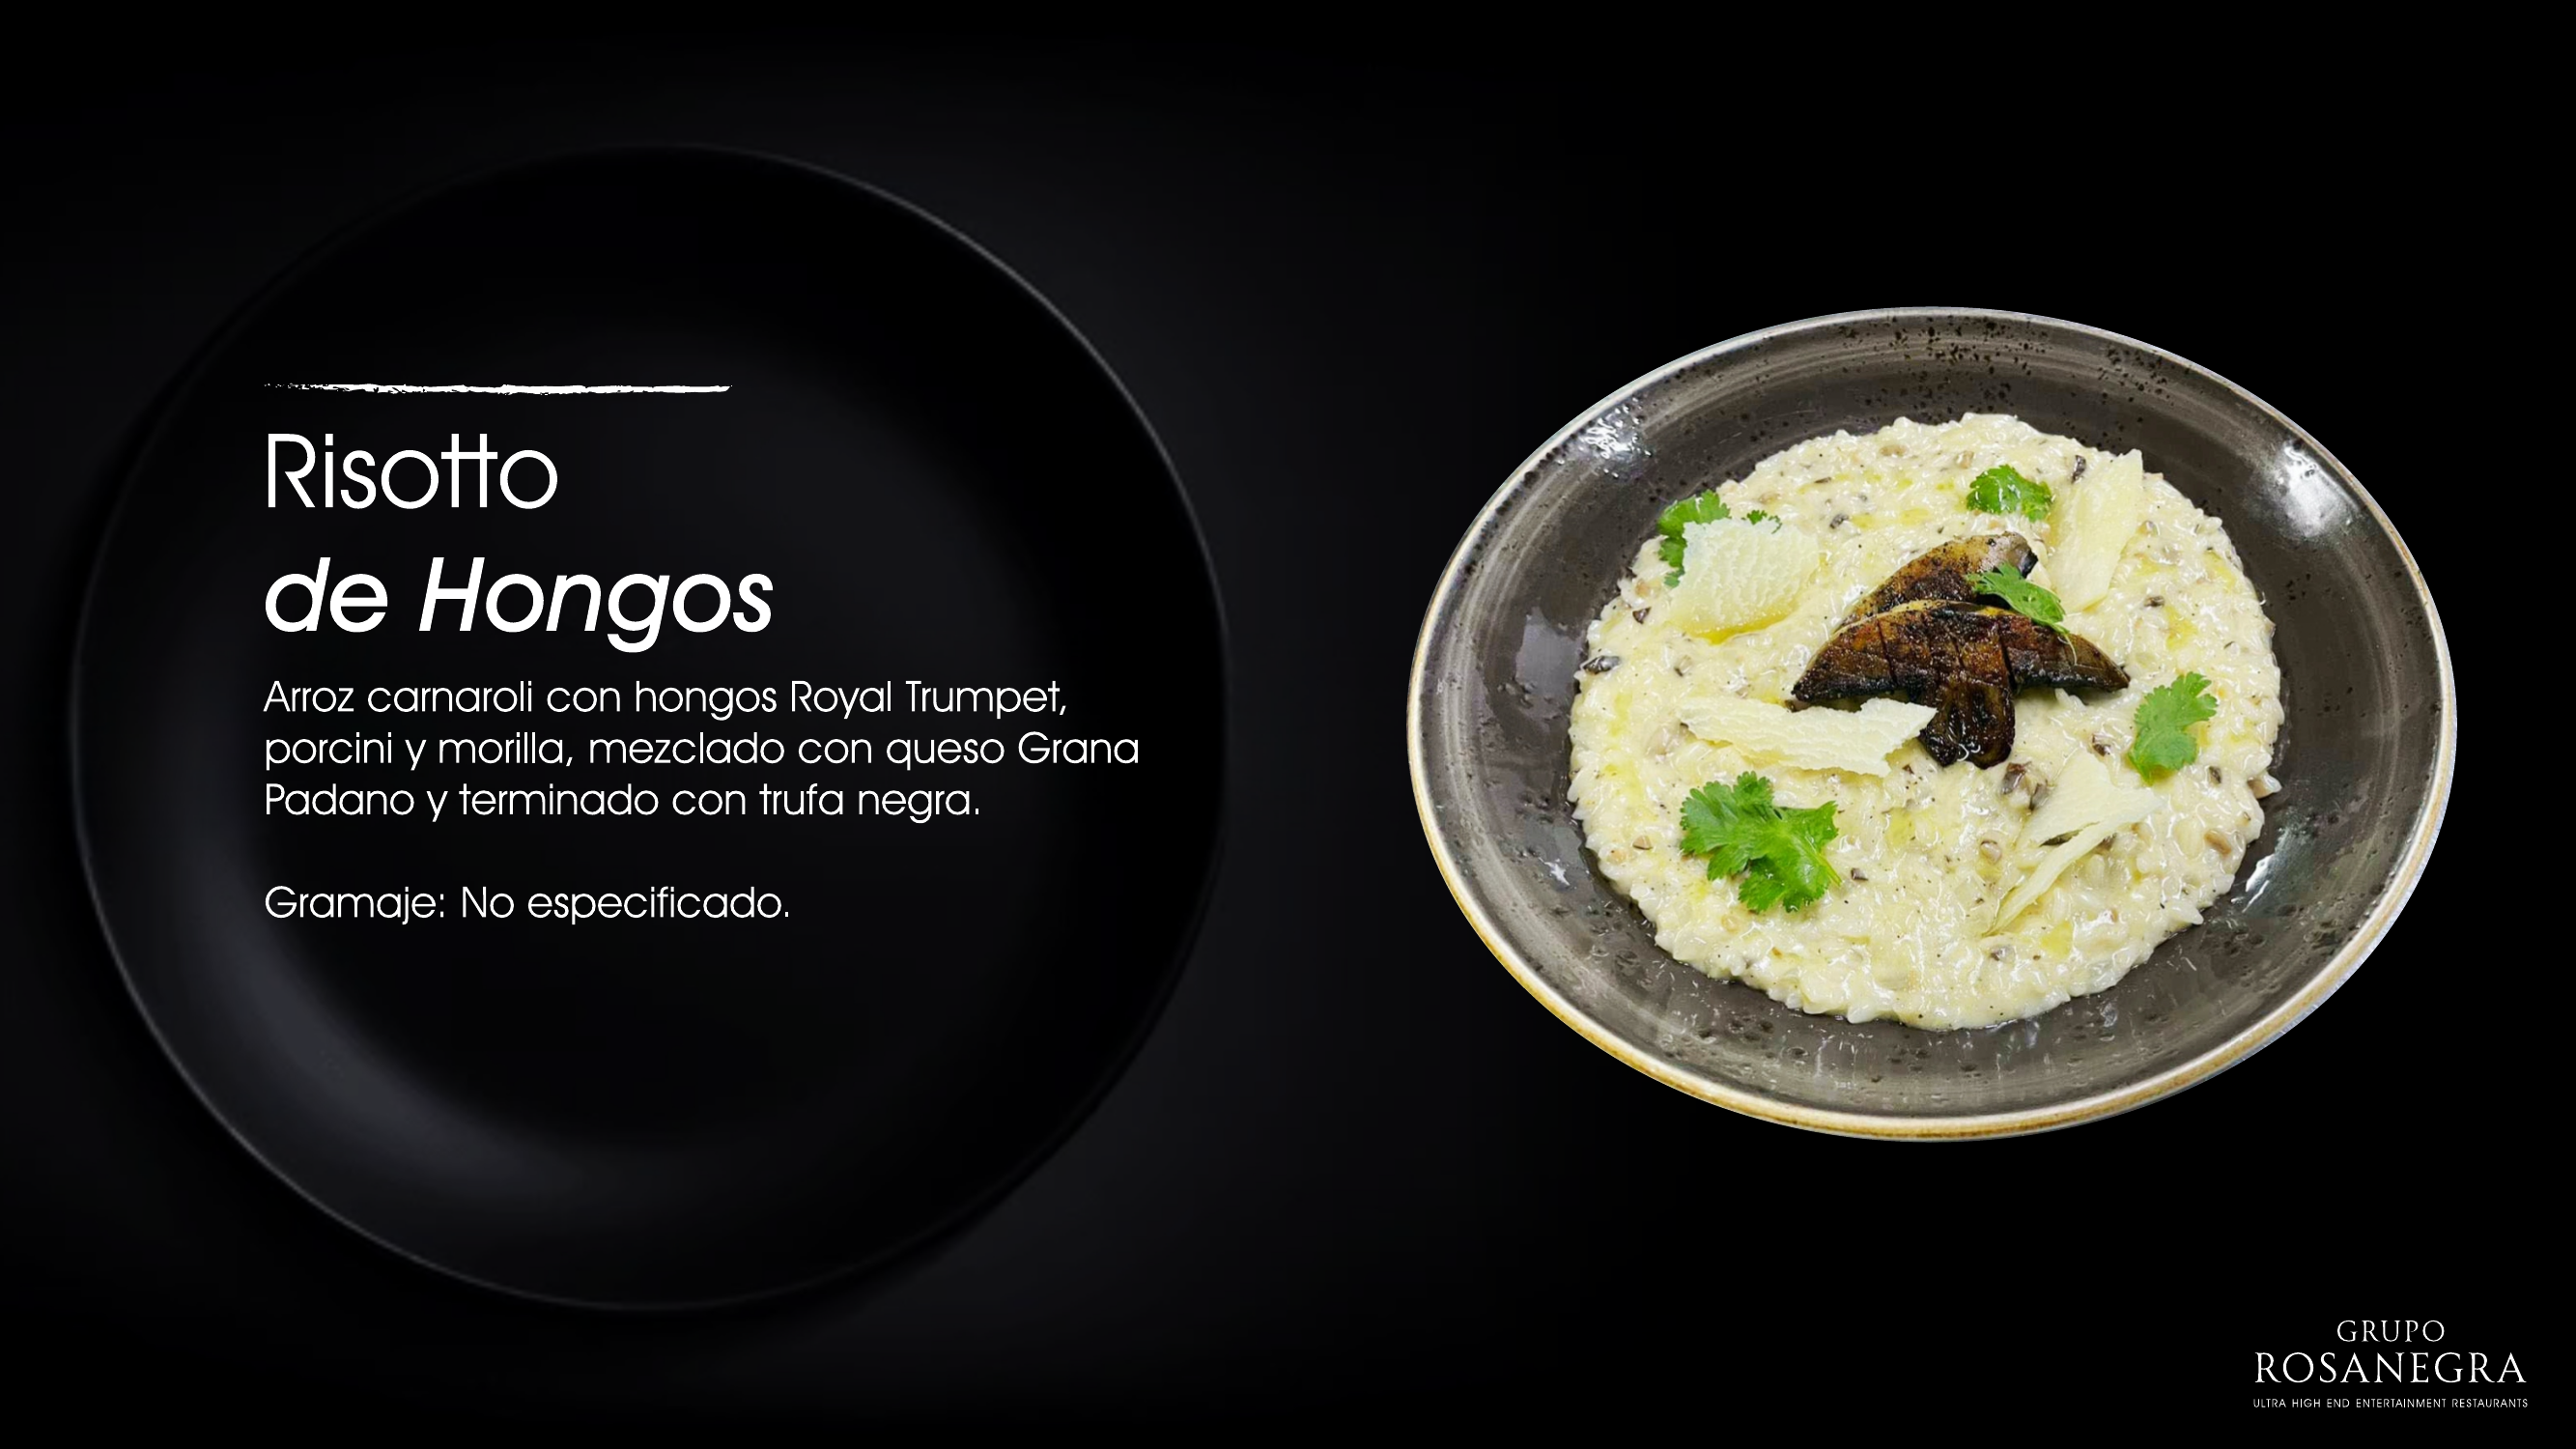 Risotto
de Hongos
Arroz carnaroli con hongos Royal Trumpet,
porcini y morilla, mezclado con queso Grana
Padano y terminado con trufa negra.
Gramaje: No especificado.
GRUPO
ROSANEGRA
ULTRA HIGH END ENTERTAINMENT RESTAURANTS